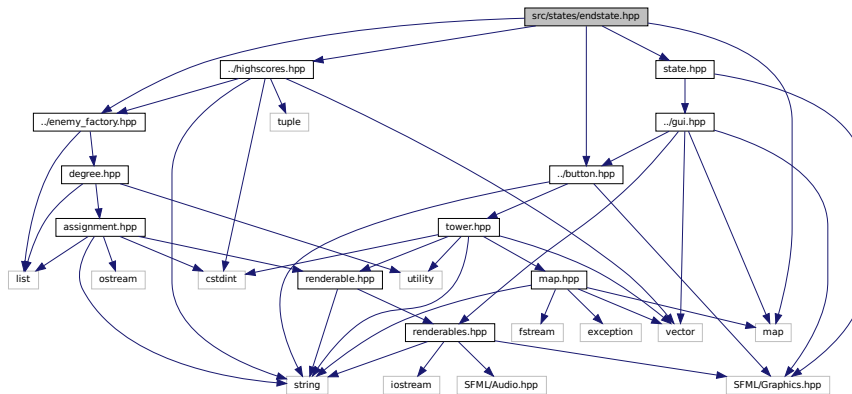 src/states/endstate.hpp
../highscores.hpp
state.hpp
../enemy_factory.hpp
tuple
../gui.hpp
degree.hpp
../button.hpp
assignment.hpp
tower.hpp
list
ostream
cstdint
renderable.hpp
utility
map.hpp
renderables.hpp
fstream
exception
vector
map
string
iostream
SFML/Audio.hpp
SFML/Graphics.hpp